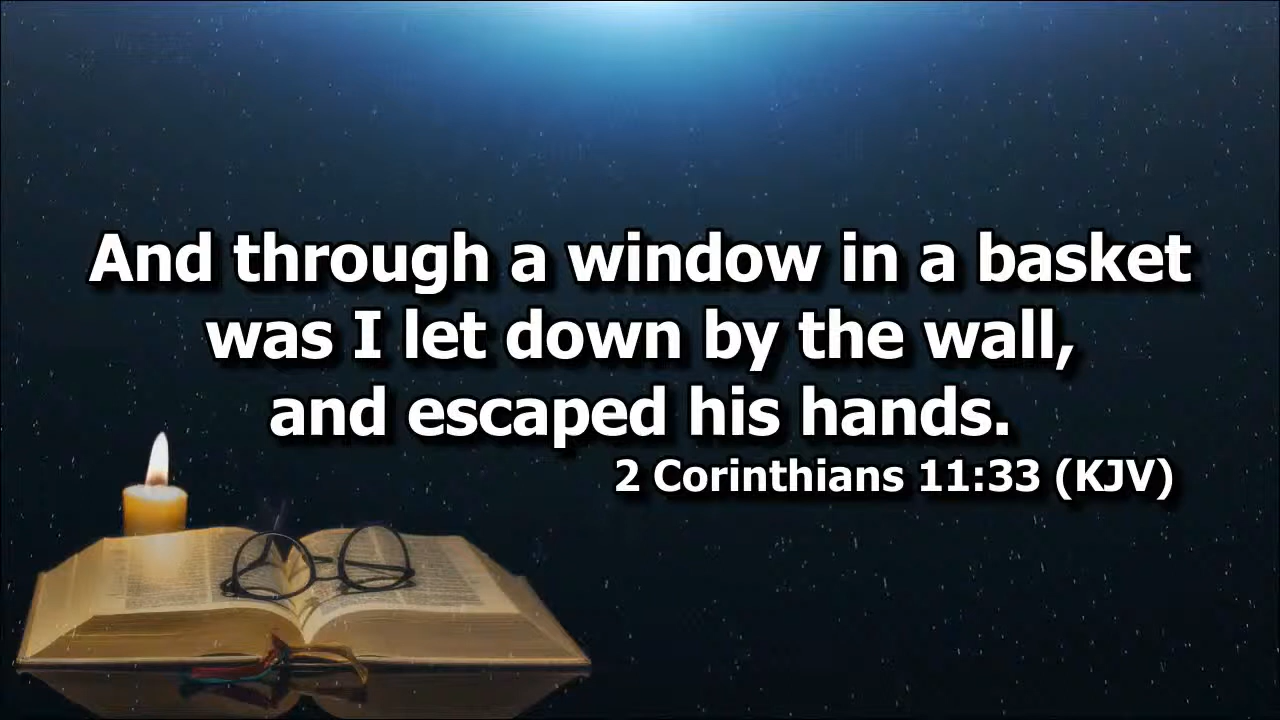 And through a window in a basket
was I let down by the wall,
and escaped his hands.
2 Corinthians 11:33 (KJV)